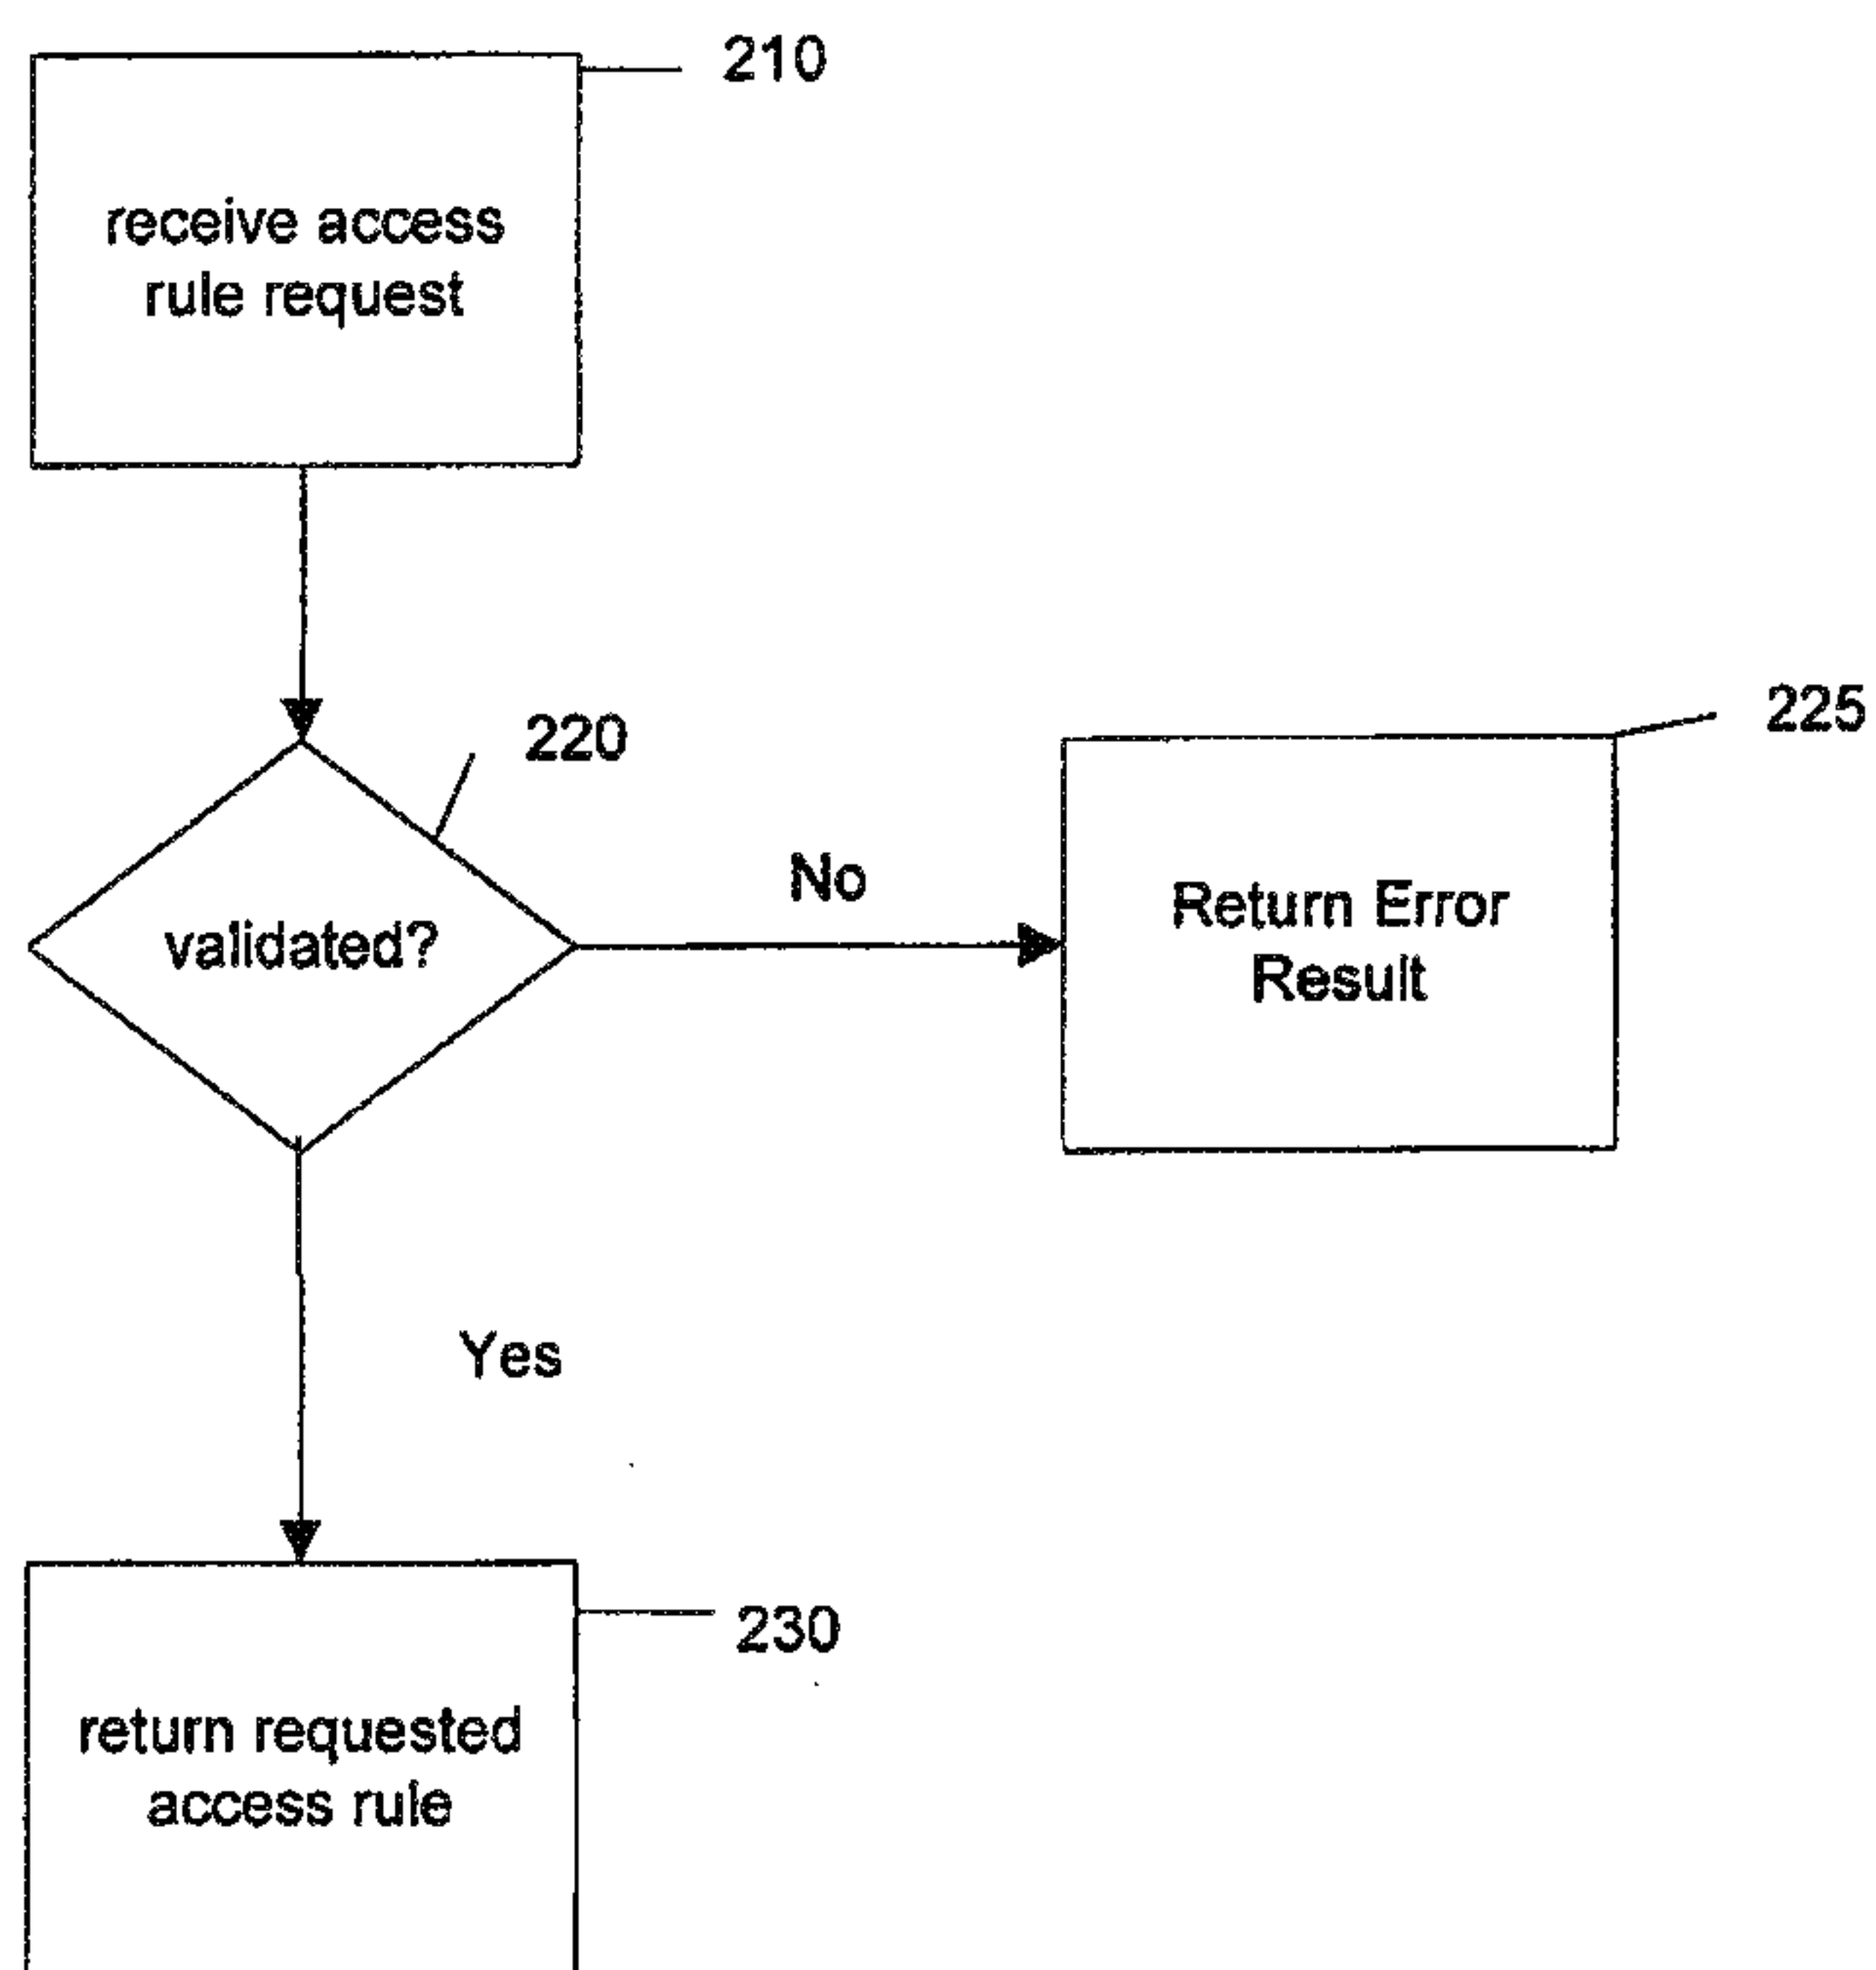 210
receive access
rule request
220
225
validated?
No
Return Error
Result
Yes
230
return requested
access rule